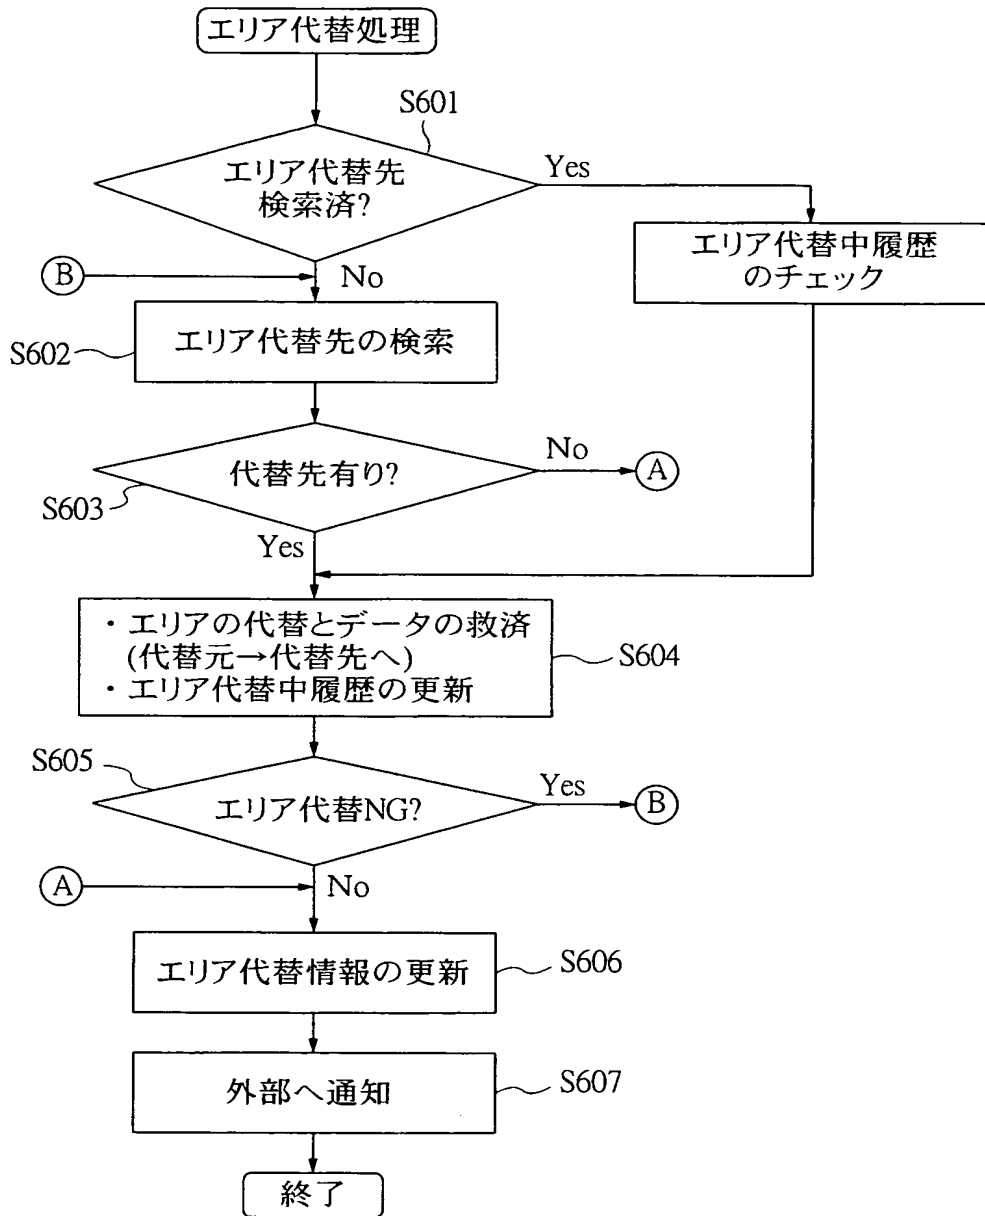 エリア代替処理
S601
エリア代替先
検索済?
Yes
エリア代替中履歴
のチェック
B
No
エリア代替先の検索
S602
代替先有り?
No
A
S603
Yes
・エリアの代替とデータの救済
(代替元→代替先へ)
・エリア代替中履歴の更新
S604
S605
エリア代替NG?
Yes
B
A
No
エリア代替情報の更新
S606
外部へ通知
S607
終了